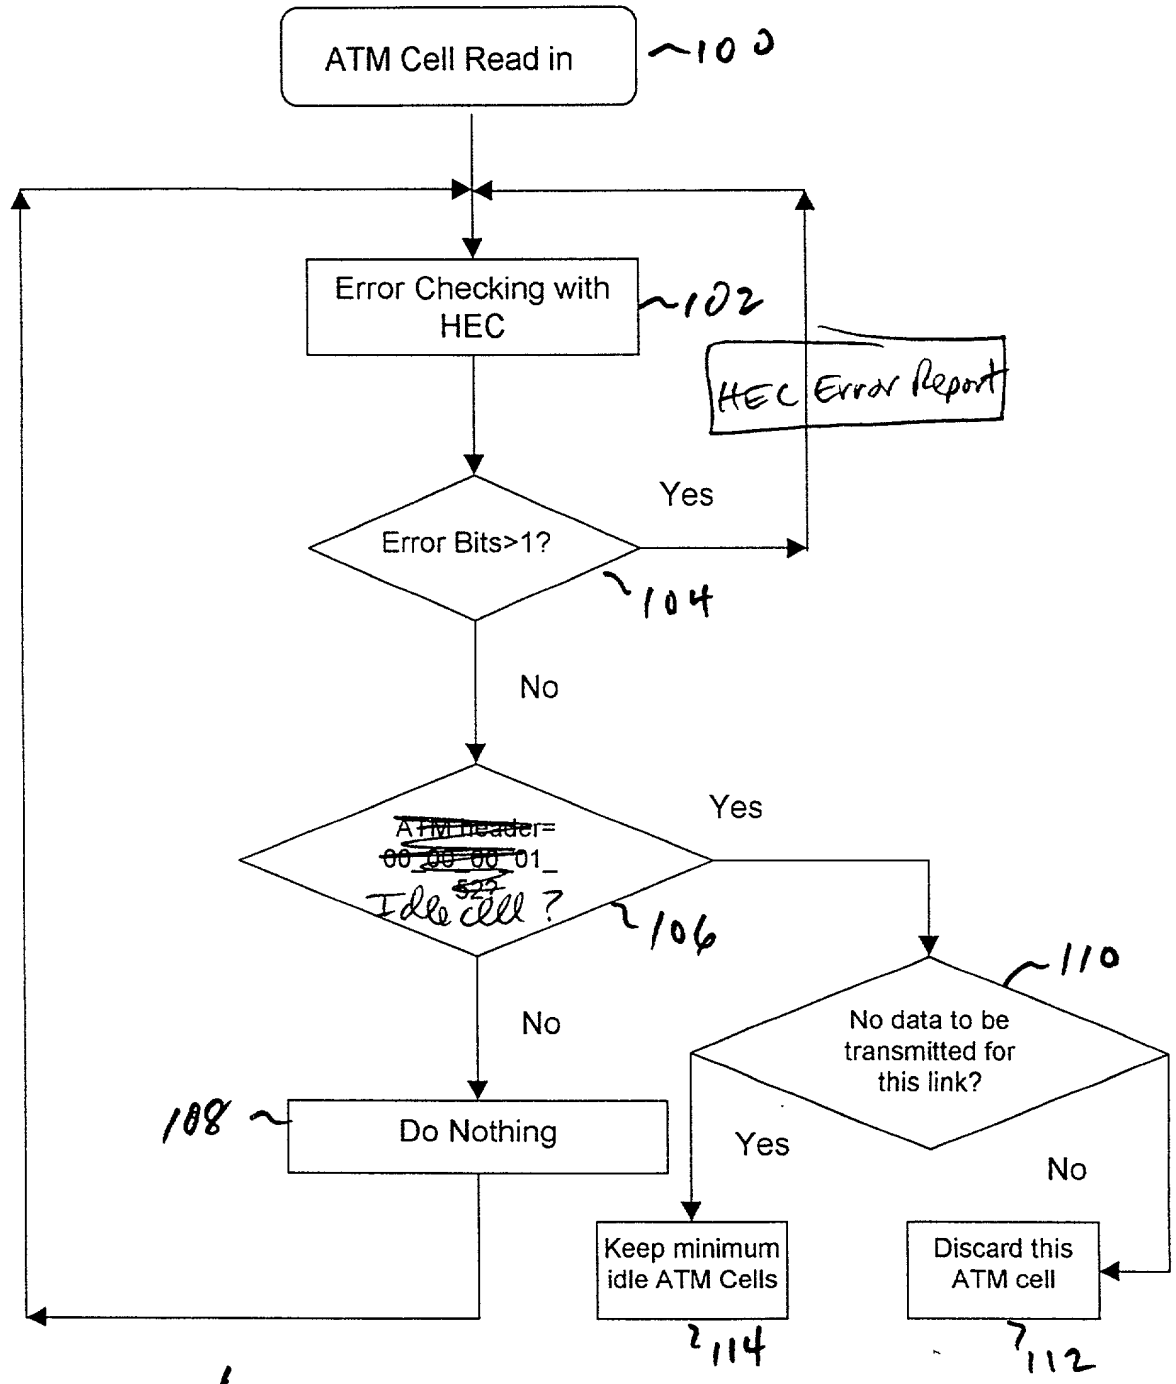 ATM Cell Read in
100
Error Checking with
HEC
102
HEC Error Report
Yes
Error Bits>1?
104
No
ATM header=
00_00_00_01_
52?
Idle cell?
106
Yes
No
110
No data to be
transmitted for
this link?
108
Do Nothing
Yes
No
Keep minimum
idle ATM Cells
114
Discard this
ATM cell
112